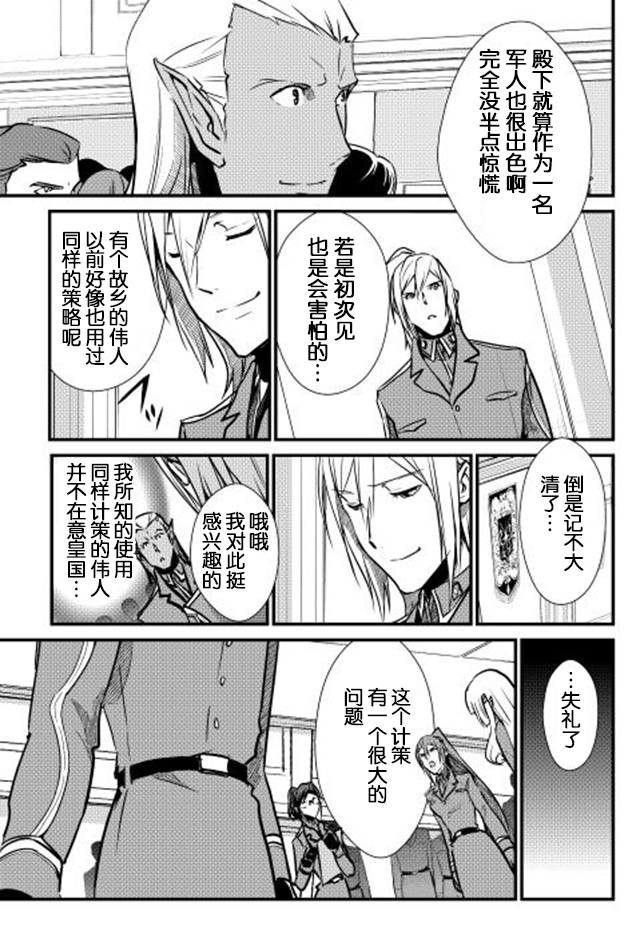 殿下就算作为一名
军人也很出色啊
完全没半点惊慌
若是初次见
也是会害怕的…
有个故乡的伟人
以前好像也用过
同样的策略呢
倒是记不大
清了…
哦哦
我对此挺
感兴趣的
我所知的使用
同样计策的伟人
并不在意皇国…
…失礼了
这个计策
有一个很大的
问题